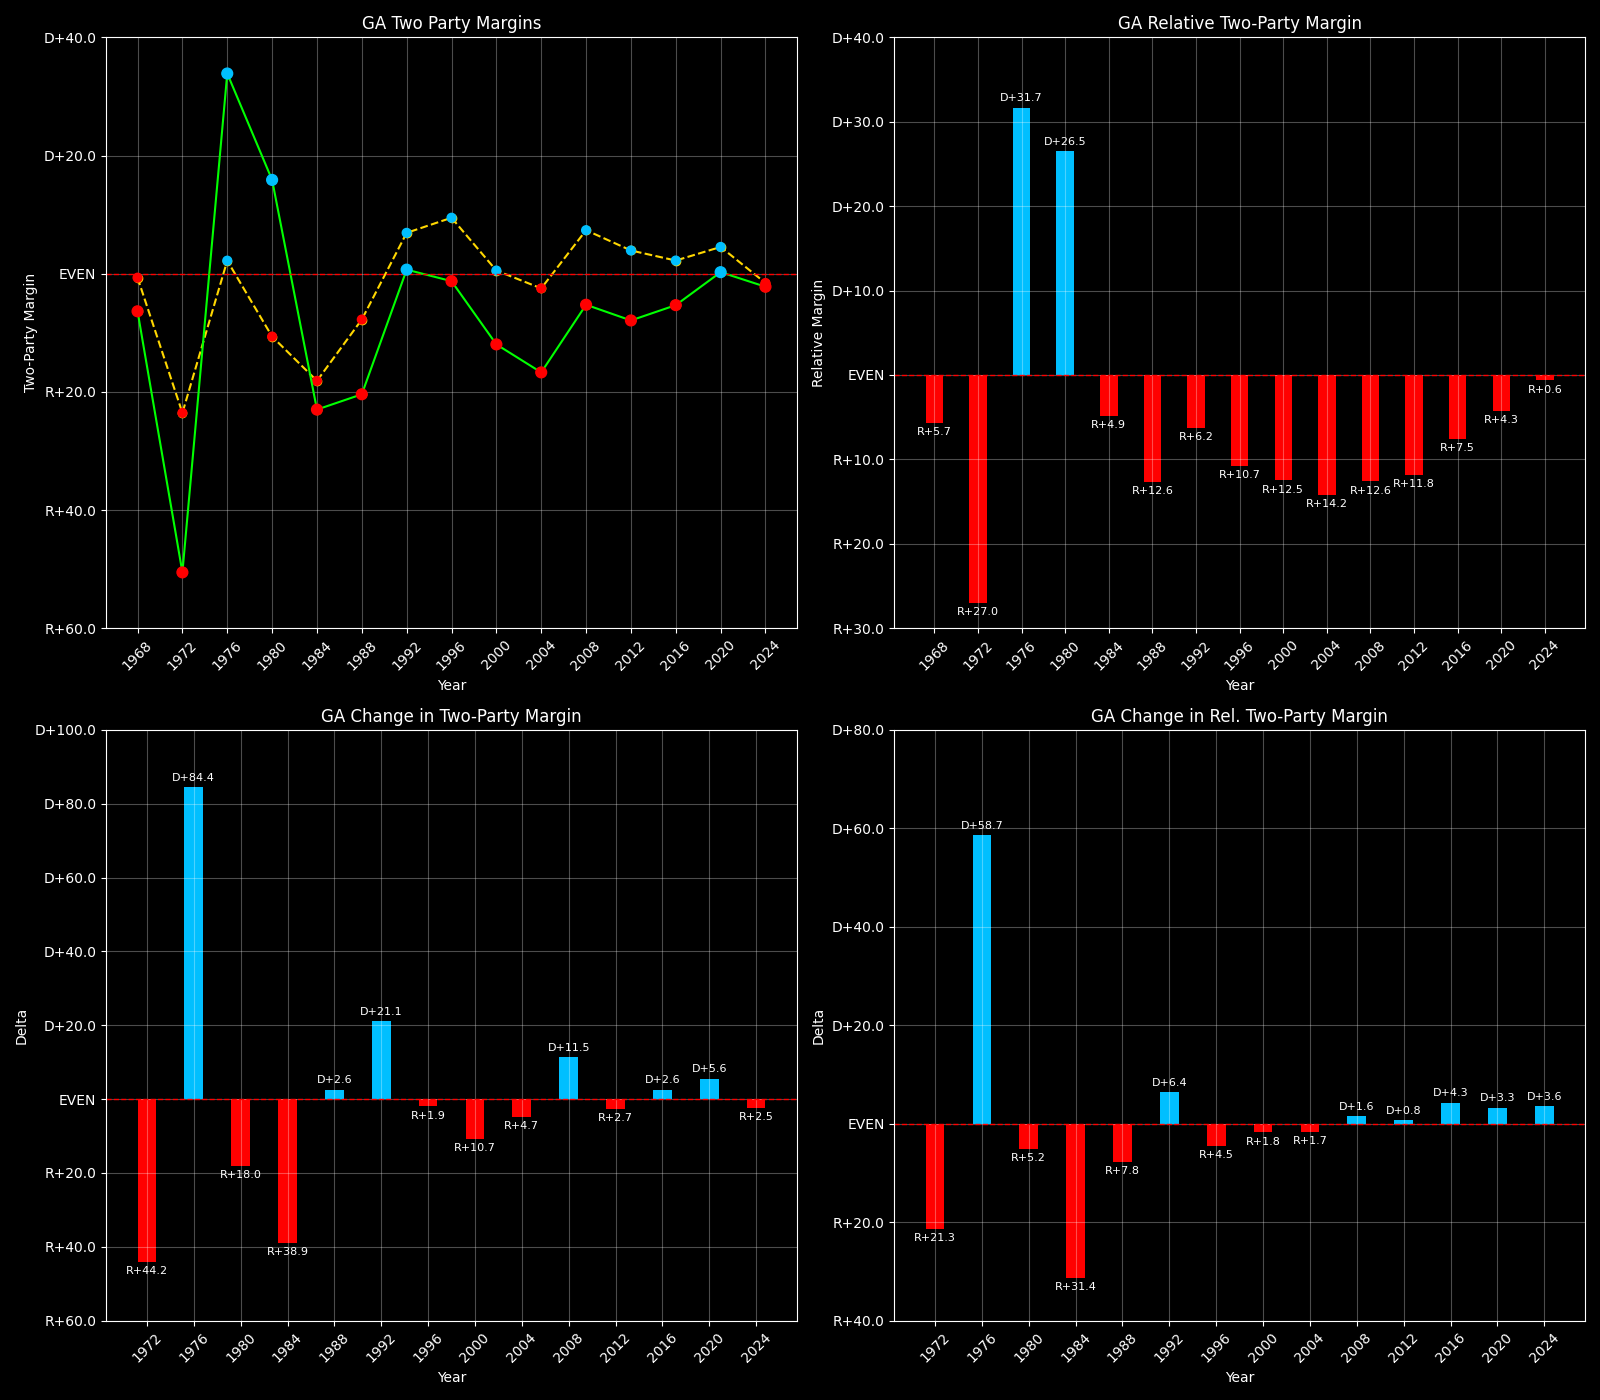 GA Two Party Margins
D+40.0
D+20.0
EVEN
R+20.0
R+40.0
R+60.0
Two-Party Margin
1968
1972
1976
1980
1984
1988
1992
1996
2000
2004
2008
2012
2016
2020
2024
Year
GA Relative Two-Party Margin
D+40.0
D+30.0
D+20.0
D+10.0
EVEN
R+10.0
R+20.0
R+30.0
Relative Margin
R+5.7
R+27.0
D+31.7
D+26.5
R+4.9
R+12.6
R+6.2
R+10.7
R+12.5
R+14.2
R+12.6
R+11.8
R+7.5
R+4.3
R+0.6
1968
1972
1976
1980
1984
1988
1992
1996
2000
2004
2008
2012
2016
2020
2024
Year
GA Change in Two-Party Margin
D+100.0
D+80.0
D+60.0
D+40.0
D+20.0
EVEN
R+20.0
R+40.0
R+60.0
Delta
R+44.2
D+84.4
R+18.0
R+38.9
D+2.6
D+21.1
R+1.9
R+10.7
R+4.7
D+11.5
R+2.7
D+2.6
D+5.6
R+2.5
1972
1976
1980
1984
1988
1992
1996
2000
2004
2008
2012
2016
2020
2024
Year
GA Change in Rel. Two-Party Margin
D+80.0
D+60.0
D+40.0
D+20.0
EVEN
R+20.0
R+40.0
Delta
R+21.3
D+58.7
R+5.2
R+31.4
R+7.8
D+6.4
R+4.5
R+1.8
R+1.7
D+1.6
D+0.8
D+4.3
D+3.3
D+3.6
1972
1976
1980
1984
1988
1992
1996
2000
2004
2008
2012
2016
2020
2024
Year